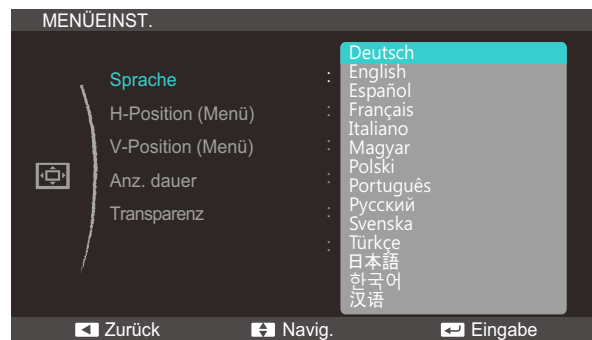 MENÜEINST.
Sprache :
H-Position (Menü) :
V-Position (Menü) :
Anz. dauer :
Transparenz :
:
Deutsch
English
Español
Français
Italiano
Magyar
Polski
Português
Русский
Svenska
Türkçe
日本語
한국어
汉语
Zurück Navig. Eingabe